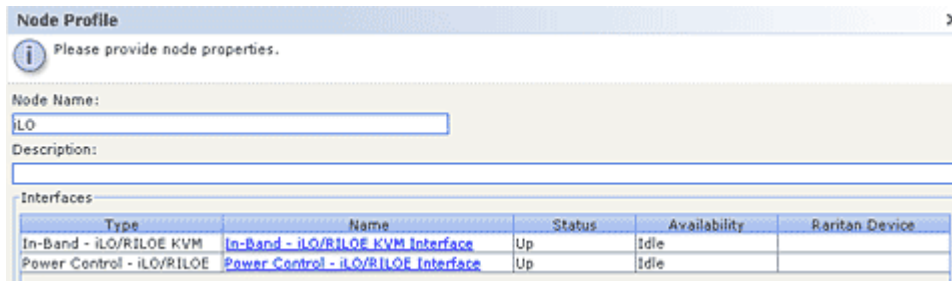 Node Profile
Please provide node properties.
Node Name:
iLO
Description:
Interfaces
Type Name Status Availability Raritan Device
In-Band - iLO/RILOE KVM In-Band - iLO/RILOE KVM Interface Up Idle
Power Control - iLO/RILOE Power Control - iLO/RILOE Interface Up Idle